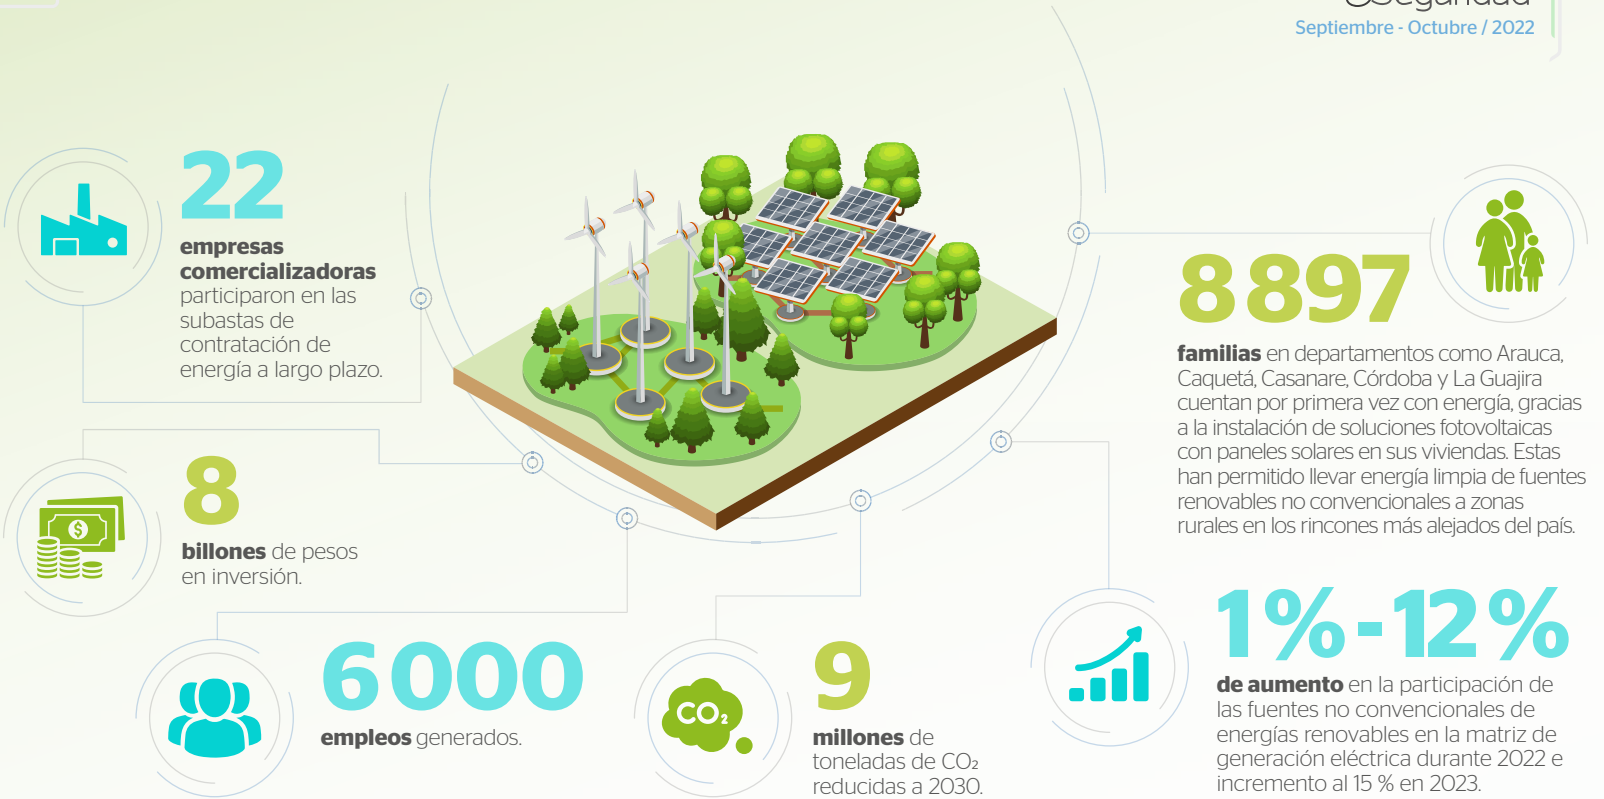 Seguridad
Septiembre - Octubre / 2022
22
empresas
comercializadoras
participaron en las
subastas de
contratación de
energía a largo plazo.
8
billones de pesos
en inversión.
6 000
empleos generados.
CO₂
9
millones de
toneladas de CO₂
reducidas a 2030.
8 897
familias en departamentos como Arauca,
Caquetá, Casanare, Córdoba y La Guajira
cuentan por primera vez con energía, gracias
a la instalación de soluciones fotovoltaicas
con paneles solares en sus viviendas. Estas
han permitido llevar energía limpia de fuentes
renovables no convencionales a zonas
rurales en los rincones más alejados del país.
1 % - 12 %
de aumento en la participación de
las fuentes no convencionales de
energías renovables en la matriz de
generación eléctrica durante 2022 e
incremento al 15 % en 2023.
$